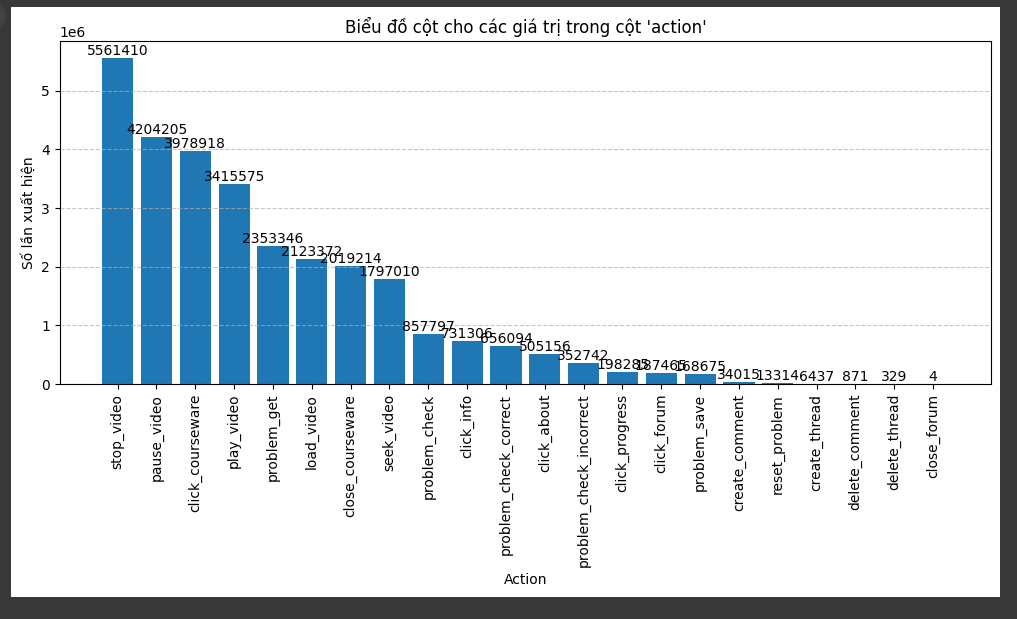 Biểu đồ cột cho các giá trị trong cột 'action'
1e6
5
4
3
2
1
0
Số lần xuất hiện
5561410
4204205
3978918
3415575
2353346
2123372
2019214
1797010
857797
731306
656094
505156
352742
198285
187465
168675
34015
13314
6437
871
329
4
stop_video
pause_video
click_courseware
play_video
problem_get
load_video
close_courseware
seek_video
problem_check
click_info
problem_check_correct
click_about
problem_check_incorrect
click_progress
click_forum
problem_save
create_comment
reset_problem
create_thread
delete_comment
delete_thread
close_forum
Action